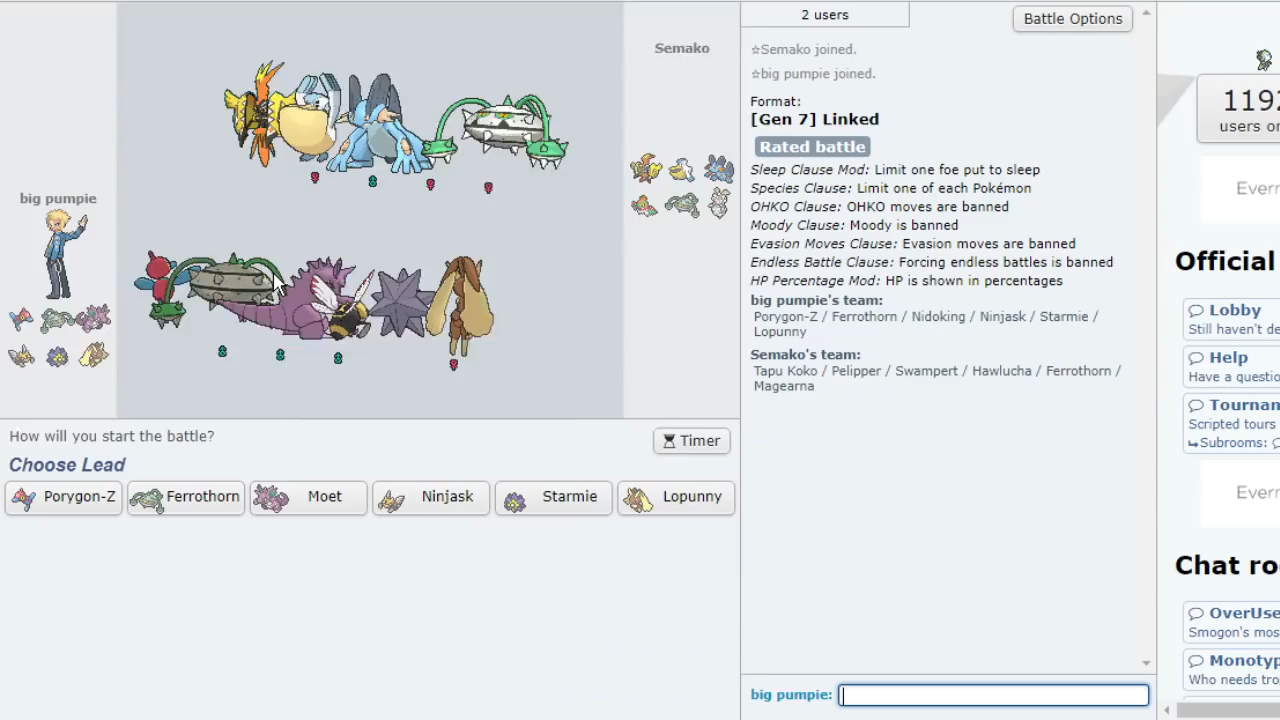 big pumpie
Semako
How will you start the battle?
Timer
Choose Lead
Porygon-Z
Ferrothorn
Moet
Ninjask
Starmie
Lopunny
2 users
Battle Options
☆Semako joined.
☆big pumpie joined.
Format:
[Gen 7] Linked
Rated battle
Sleep Clause Mod: Limit one foe put to sleep
Species Clause: Limit one of each Pokémon
OHKO Clause: OHKO moves are banned
Moody Clause: Moody is banned
Evasion Moves Clause: Evasion moves are banned
Endless Battle Clause: Forcing endless battles is banned
HP Percentage Mod: HP is shown in percentages
big pumpie's team:
Porygon-Z / Ferrothorn / Nidoking / Ninjask / Starmie /
Lopunny
Semako's team:
Tapu Koko / Pelipper / Swampert / Hawlucha / Ferrothorn /
Magearna
big pumpie:
users on
Official
Lobby
Still haven't de
Help
Have a questio
Tournam
Scripted tours
↳Subrooms:
Chat ro
OverUse
Smogon's mos
Monotyp
Who needs tro